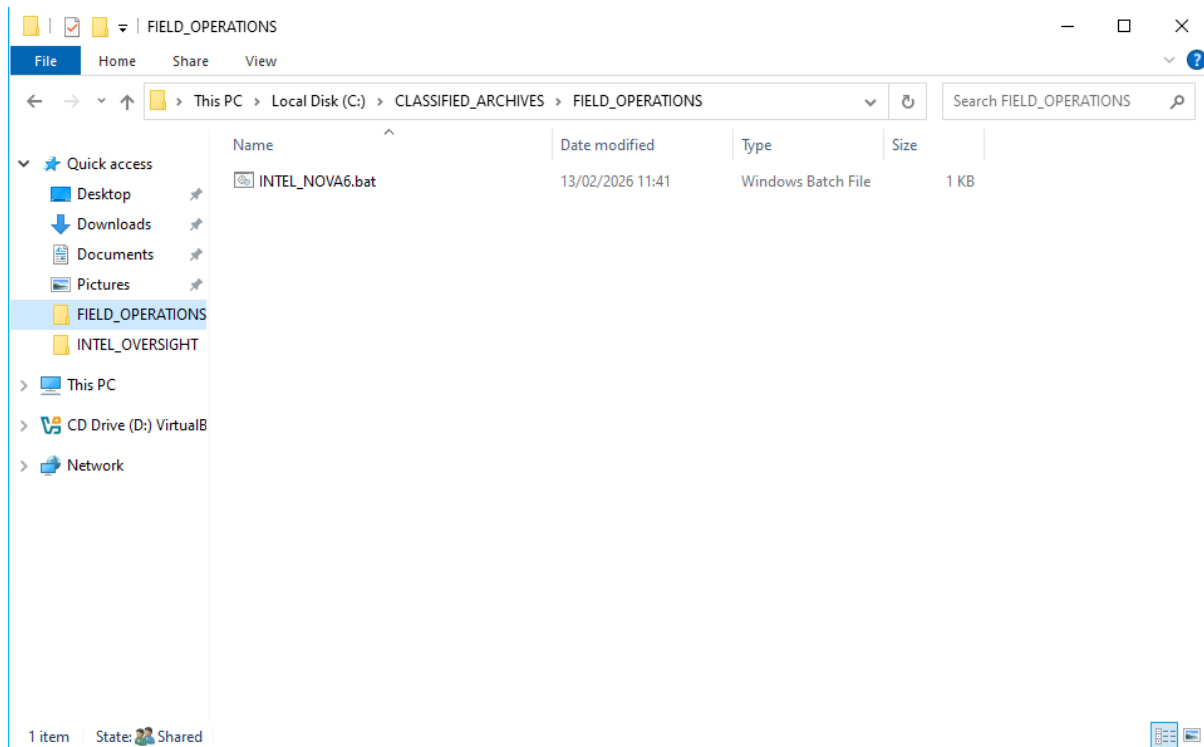 FIELD_OPERATIONS
File Home Share View
This PC Local Disk (C:) CLASSIFIED_ARCHIVES FIELD_OPERATIONS Search FIELD_OPERATIONS
Name Date modified Type Size
INTEL_NOVA6.bat 13/02/2026 11:41 Windows Batch File 1 KB
Quick access
Desktop
Downloads
Documents
Pictures
FIELD_OPERATIONS
INTEL_OVERSIGHT
This PC
CD Drive (D:) VirtualB
Network
1 item State: Shared